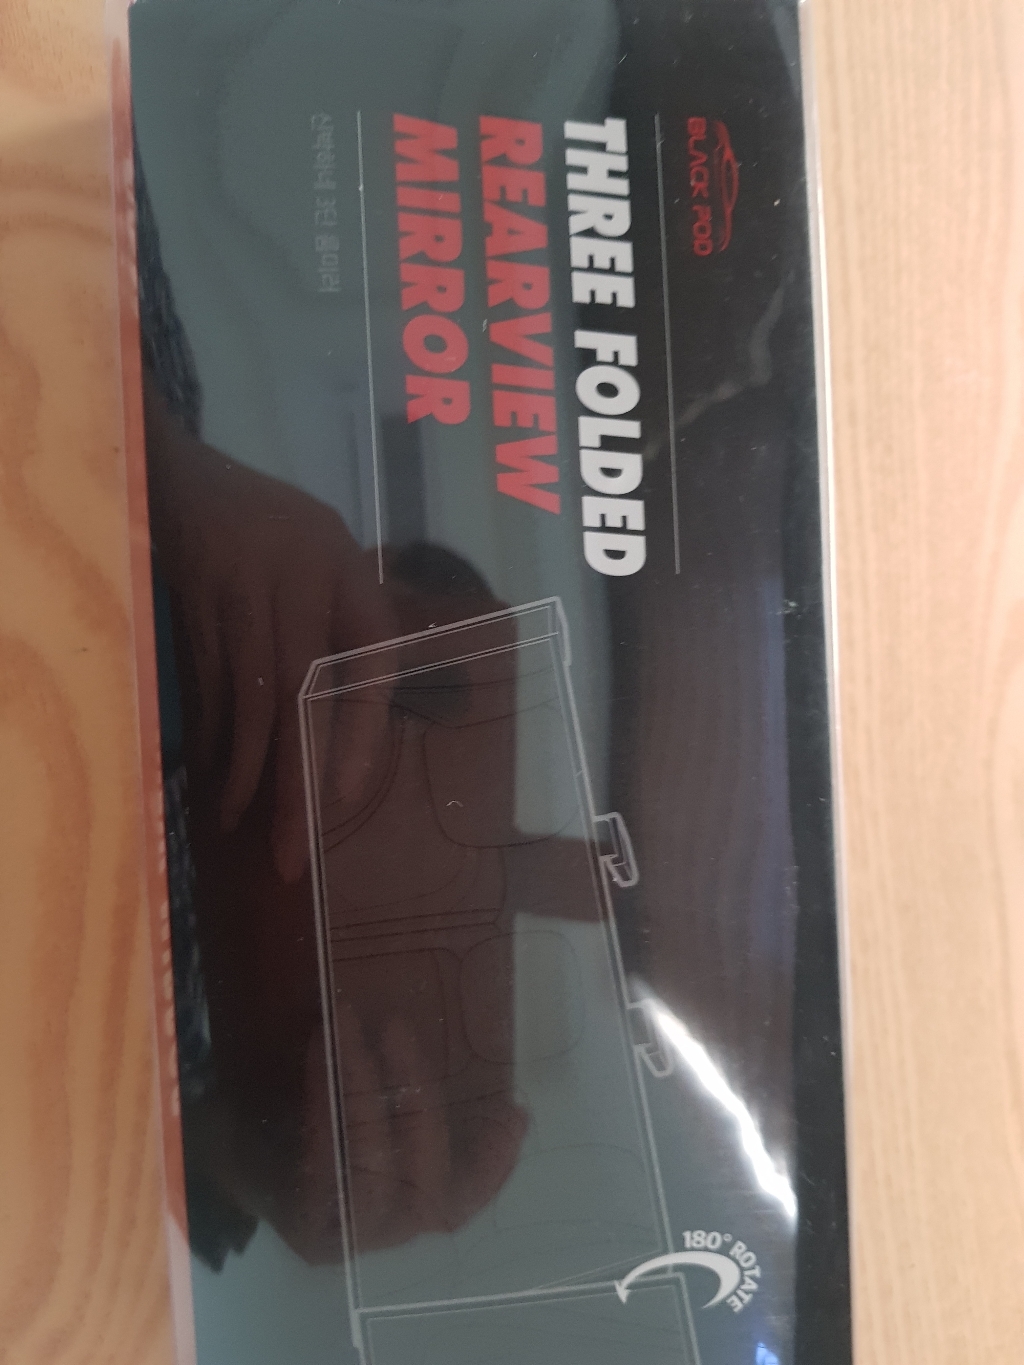 BLACK POD
THREE FOLDED
REARVIEW
MIRROR
180° ROTATE